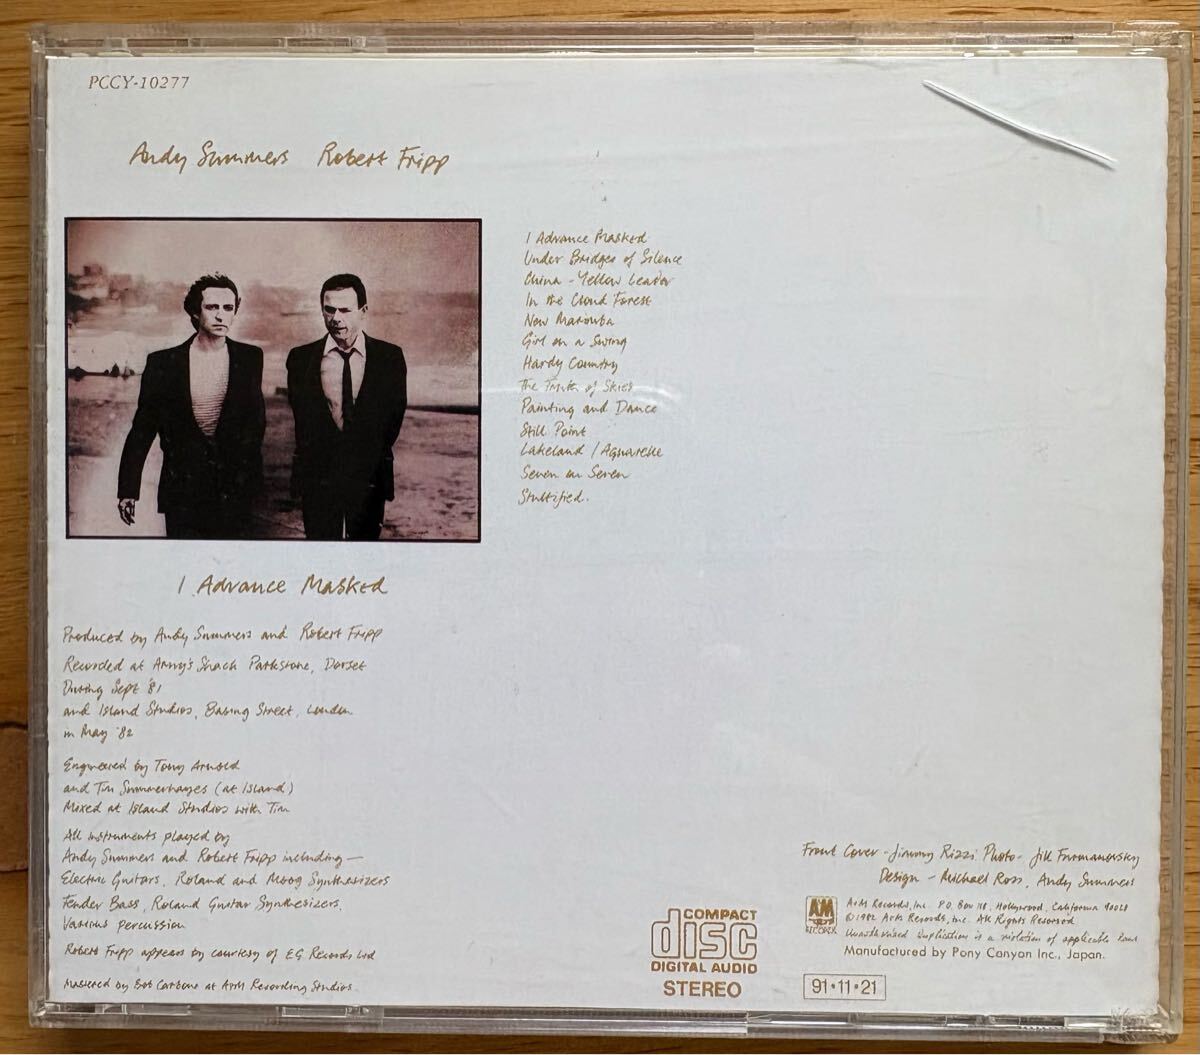 PCCY-10277
Andy Summers Robert Fripp
I Advance Masked
Under Bridges of Silence
China - Yellow Leader
In the Cloud Forest
New Marimba
Girl on a Swing
Hardy Country
The Truth of Skies
Painting and Dance
Still Point
Lakeland / Aquarelle
Seven on Seven
Stultified.
I Advance Masked
Produced by Andy Summers and Robert Fripp
Recorded at Arny's Shack Parkstone, Dorset
During Sept '81
and Island Studios, Basing Street, London
in May '82
Engineered by Tony Arnold
and Tim Summerhayes (at Island)
Mixed at Island Studios with Tim
All instruments played by
Andy Summers and Robert Fripp including—
Electric Guitars, Roland and Moog Synthesizers
Fender Bass, Roland Guitar Synthesizers.
Various percussion
Robert Fripp appears by courtesy of EG Records Ltd
Mastered by Bob Carbone at A+M Recording Studios.
Front Cover - Jimmy Rizzi Photo - Jill Furmanovsky
Design - Michael Ross, Andy Summers
A+M Records, Inc. P.O. Box 118, Hollywood, California 90028
©1982 A+M Records, Inc. All Rights Reserved
Unauthorized duplication is a violation of applicable laws
Manufactured by Pony Canyon Inc., Japan.
A&M
RECORDS
COMPACT
disc
DIGITAL AUDIO
STEREO
91·11·21